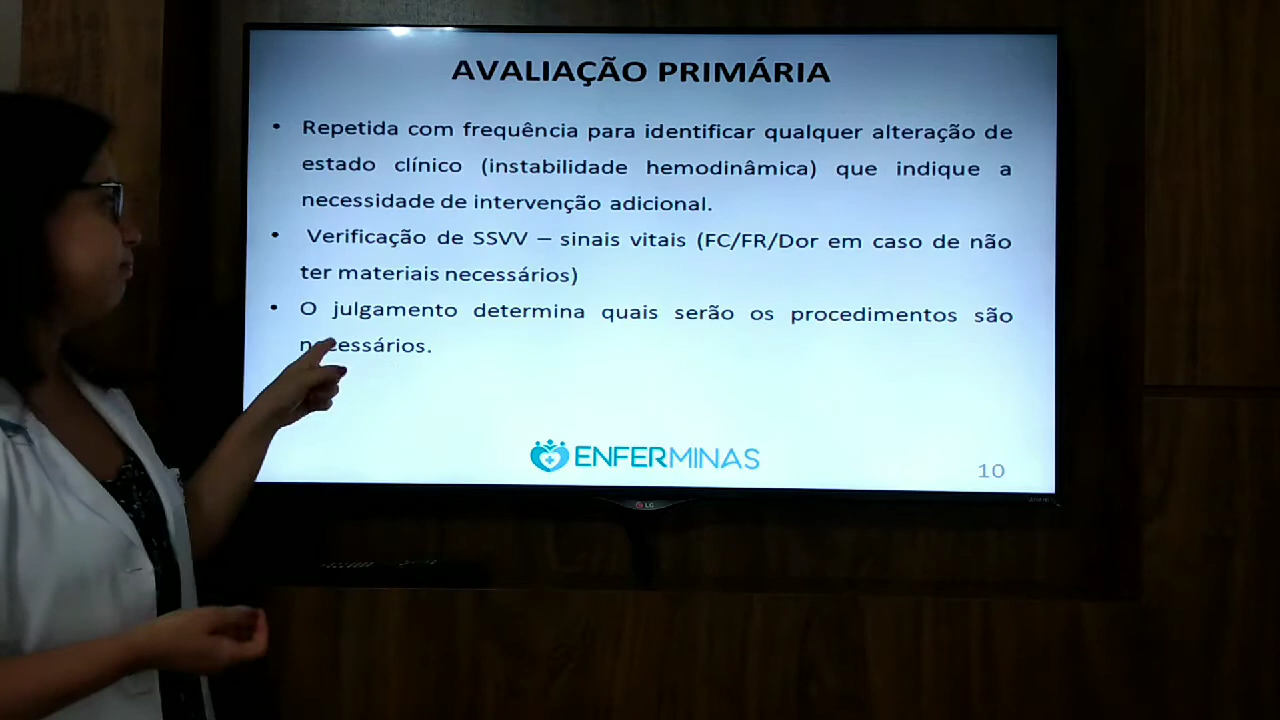 AVALIAÇÃO PRIMÁRIA
• Repetida com frequência para identificar qualquer alteração de
estado clínico (instabilidade hemodinâmica) que indique a
necessidade de intervenção adicional.
• Verificação de SSVV – sinais vitais (FC/FR/Dor em caso de não
ter materiais necessários)
• O julgamento determina quais serão os procedimentos são
necessários.
ENFERMINAS
10
LG